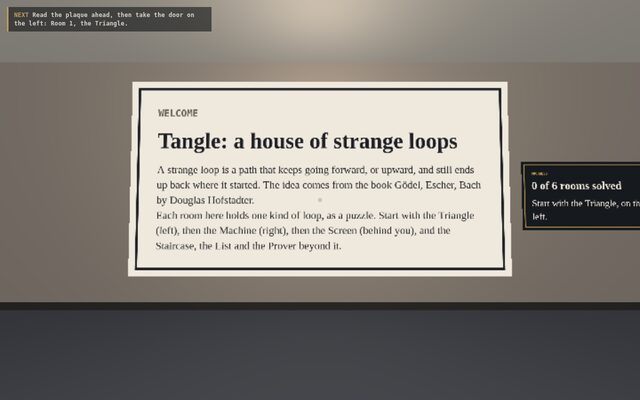 NEXT Read the plaque ahead, then take the door on
the left: Room 1, the Triangle.
WELCOME
Tangle: a house of strange loops
A strange loop is a path that keeps going forward, or upward, and still ends
up back where it started. The idea comes from the book Gödel, Escher, Bach
by Douglas Hofstadter.
Each room here holds one kind of loop, as a puzzle. Start with the Triangle
(left), then the Machine (right), then the Screen (behind you), and the
Staircase, the List and the Prover beyond it.
0 of 6 rooms solved
Start with the Triangle, on th
left.